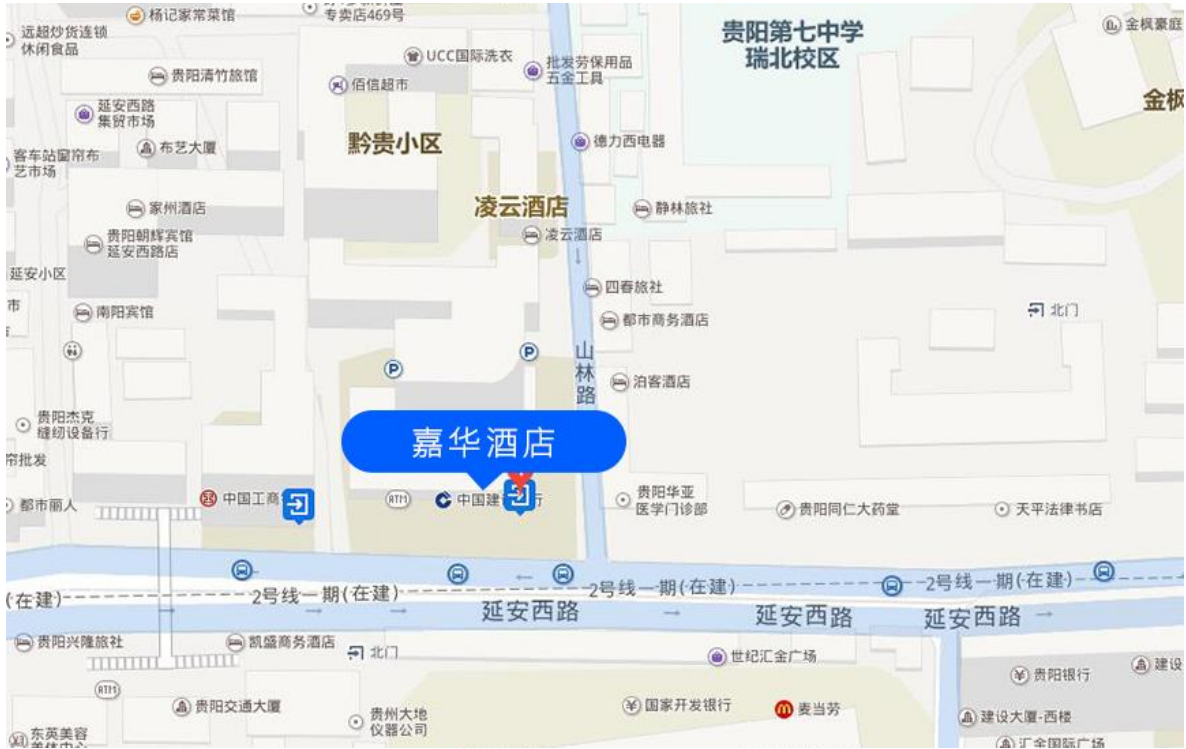 杨记家常菜馆
专卖店469号
远超炒货连锁
休闲食品
UCC国际洗衣
批发劳保用品
五金工具
贵阳第七中学
瑞北校区
金枫豪庭
贵阳清竹旅馆
佰信超市
金枫
延安西路
集贸市场
布艺大厦
黔贵小区
德力西电器
客车站窗帘布
艺市场
家州酒店
凌云酒店
静林旅社
贵阳朝辉宾馆
延安西路店
凌云酒店
延安小区
四春旅社
市
南阳宾馆
都市商务酒店
北门
P
P
山林路
泊客酒店
贵阳杰克
缝纫设备行
嘉华酒店
帘批发
都市丽人
中国工商
ATM
中国建
行
贵阳华亚
医学门诊部
贵阳同仁大药堂
天平法律书店
(在建)
2号线一期(在建)
2号线一期(在建)
2号线一期(在建)
延安西路
延安西路
延安西路
贵阳兴隆旅社
凯盛商务酒店
北门
世纪汇金广场
ATM
贵阳交通大厦
贵州大地
仪器公司
国家开发银行
麦当劳
贵阳银行
建设
建设大厦-西楼
东英美容
汇金国际广场